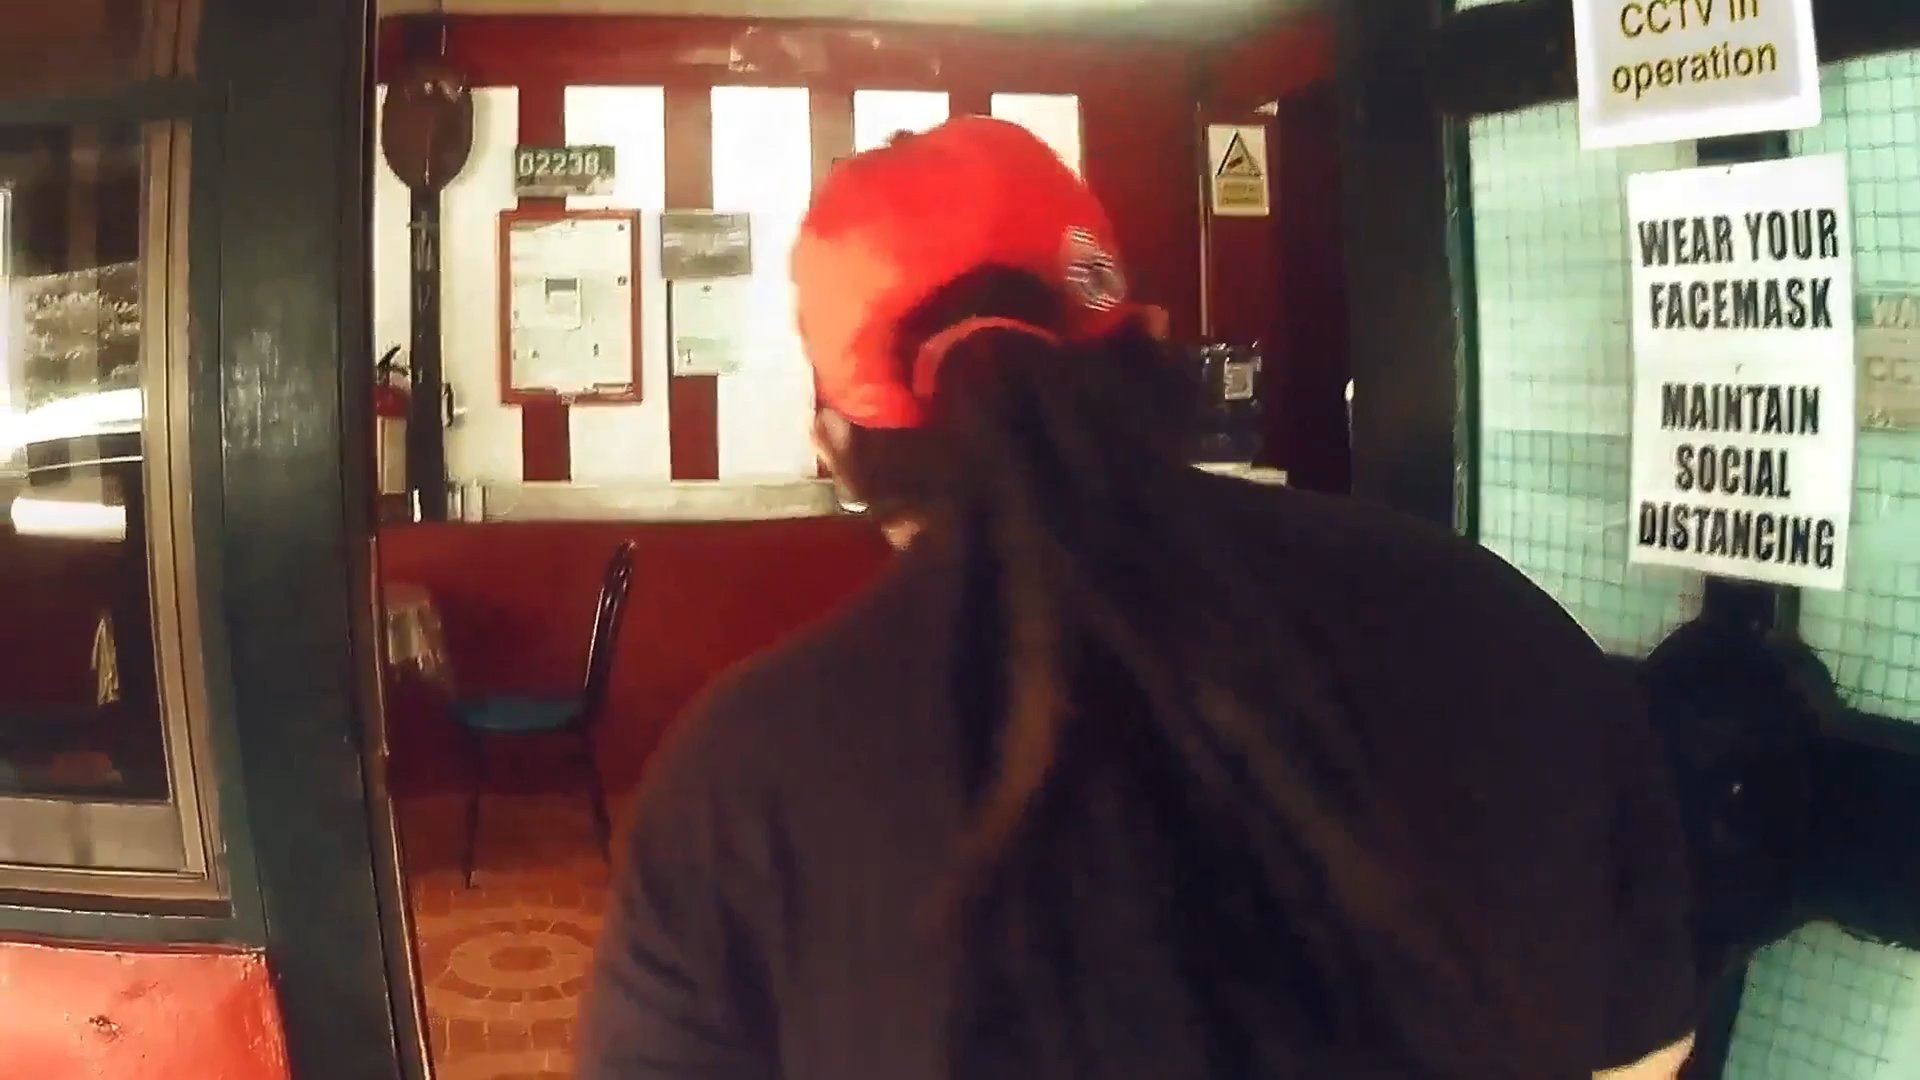 CCTV in
operation
02238
WEAR YOUR
FACEMASK
MAINTAIN
SOCIAL
DISTANCING